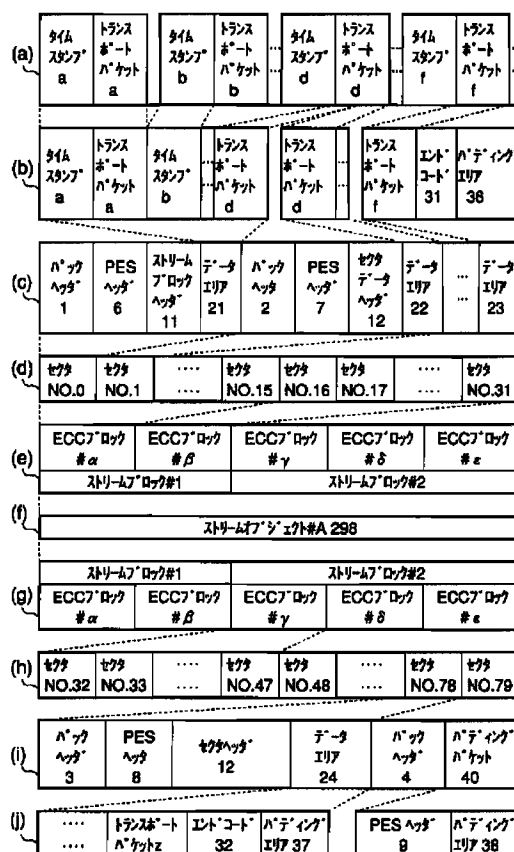 (a)
タイム スタンプ a
トランス ポート パケット a
タイム スタンプ b
トランス ポート パケット b
タイム スタンプ d
トランス ポート パケット d
タイム スタンプ f
トランス ポート パケット f
(b)
タイム スタンプ a
トランス ポート パケット a
タイム スタンプ b
トランス ポート パケット d
トランス ポート パケット d
トランス ポート パケット f
エンド コード 31
パディング エリア 36
(c)
パック ヘッダ 1
PES ヘッダ 6
ストリーム ブロック ヘッダ 11
データ エリア 21
パック ヘッダ 2
PES ヘッダ 7
セクタ データ ヘッダ 12
データ エリア 22
データ エリア 23
(d)
セクタ NO.0
セクタ NO.1
‥‥
セクタ NO.15
セクタ NO.16
セクタ NO.17
‥‥
セクタ NO.31
(e)
ECCブロック #α
ECCブロック #β
ECCブロック #γ
ECCブロック #δ
ECCブロック #ε
ストリームブロック#1
ストリームブロック#2
(f)
ストリームオブジェクト#A 298
ストリームブロック#1
ストリームブロック#2
(g)
ECCブロック #α
ECCブロック #β
ECCブロック #γ
ECCブロック #δ
ECCブロック #ε
(h)
セクタ NO.32
セクタ NO.33
‥‥
セクタ NO.47
セクタ NO.48
‥‥
セクタ NO.78
セクタ NO.79
(i)
パック ヘッダ 3
PES ヘッダ 8
セクタヘッダ 12
データ エリア 24
パック ヘッダ 4
パディング パケット 40
(j)
‥‥
トランスポート パケットz
エンドコード 32
パディング エリア 37
PES ヘッダ 9
パディング エリア 38